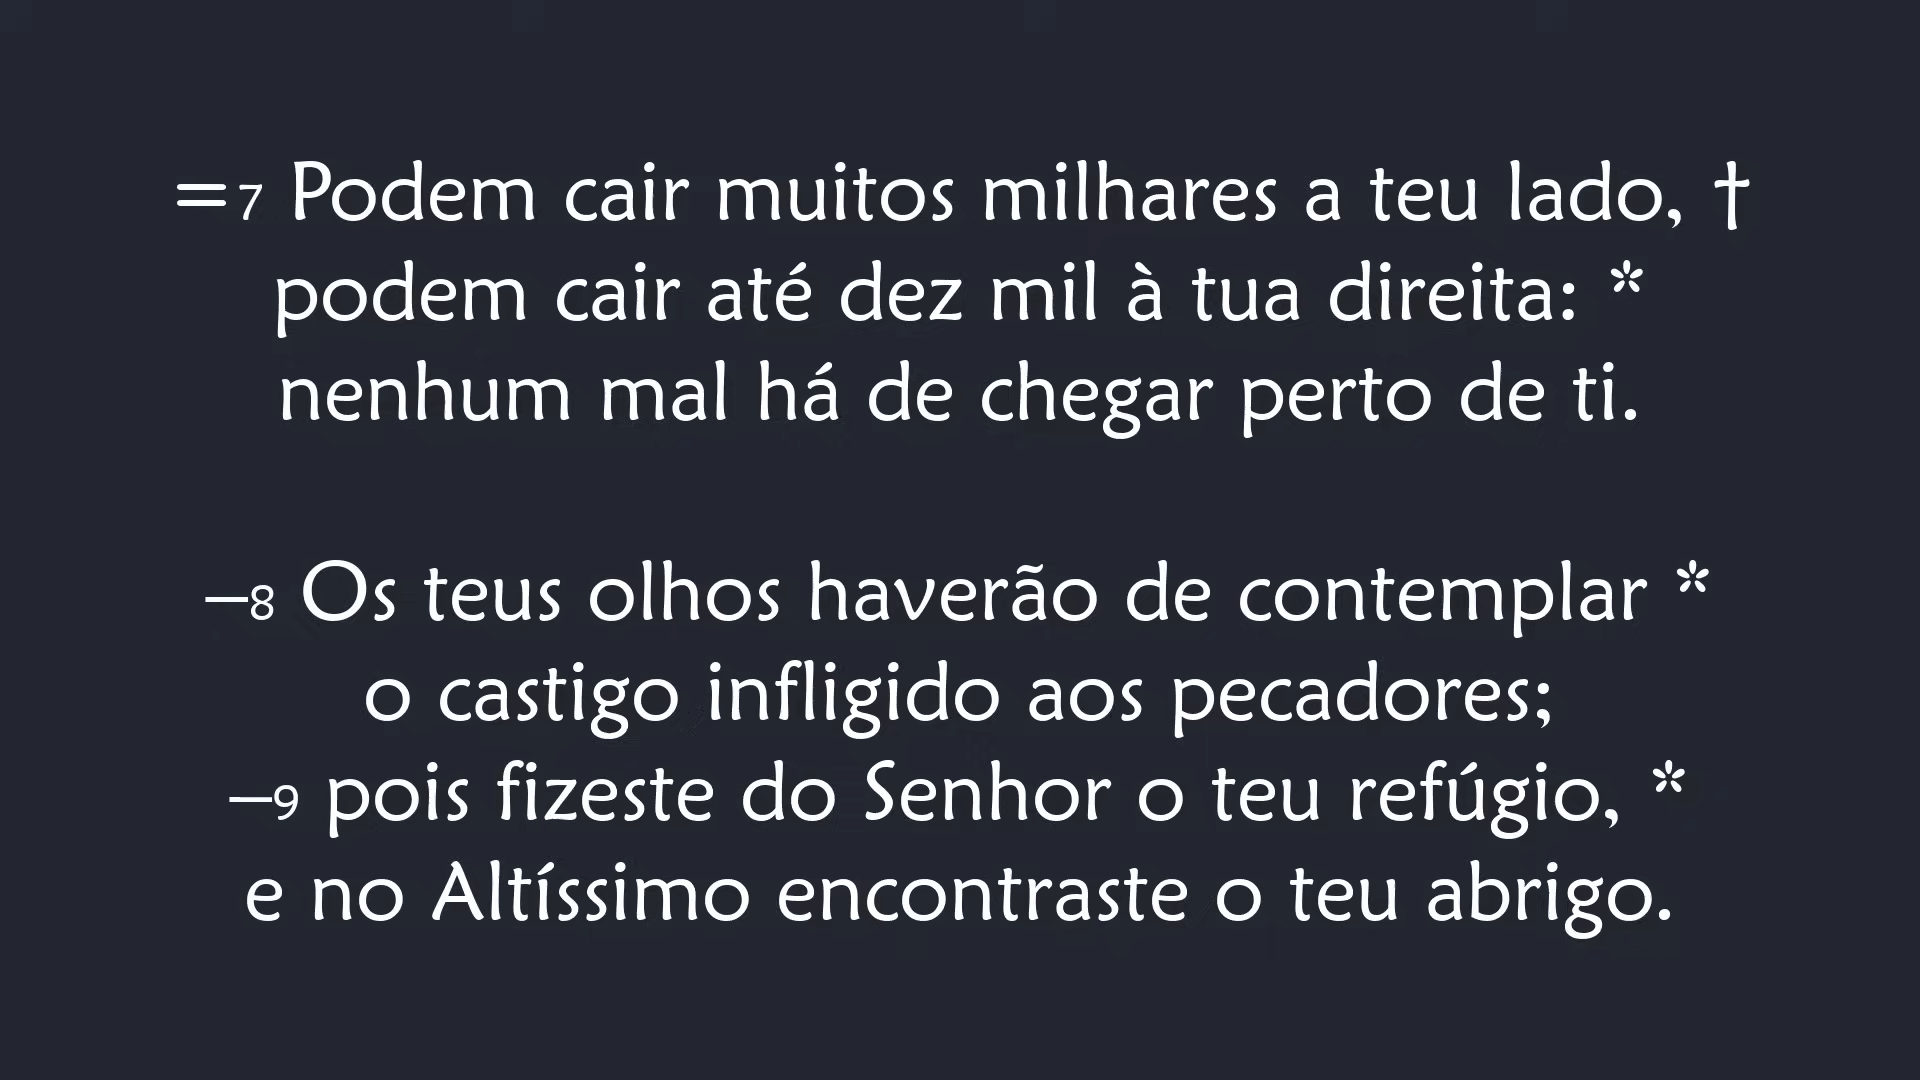 =7 Podem cair muitos milhares a teu lado, †
podem cair até dez mil à tua direita: *
nenhum mal há de chegar perto de ti.
–8 Os teus olhos haverão de contemplar *
o castigo infligido aos pecadores;
–9 pois fizeste do Senhor o teu refúgio, *
e no Altíssimo encontraste o teu abrigo.